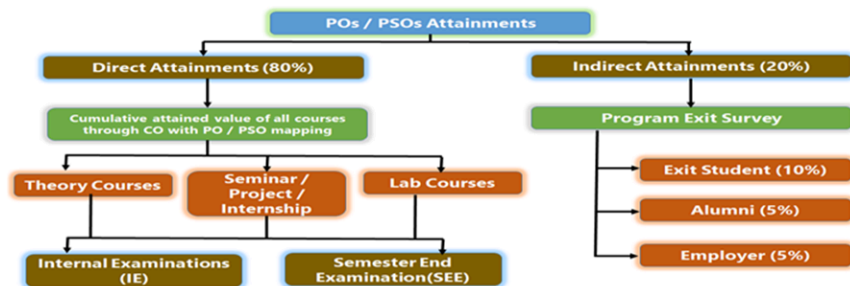 POs / PSOs Attainments
Direct Attainments (80%)
Indirect Attainments (20%)
Cumulative attained value of all courses
through CO with PO / PSO mapping
Program Exit Survey
Theory Courses
Seminar /
Project /
Internship
Lab Courses
Exit Student (10%)
Alumni (5%)
Employer (5%)
Internal Examinations
(IE)
Semester End
Examination(SEE)